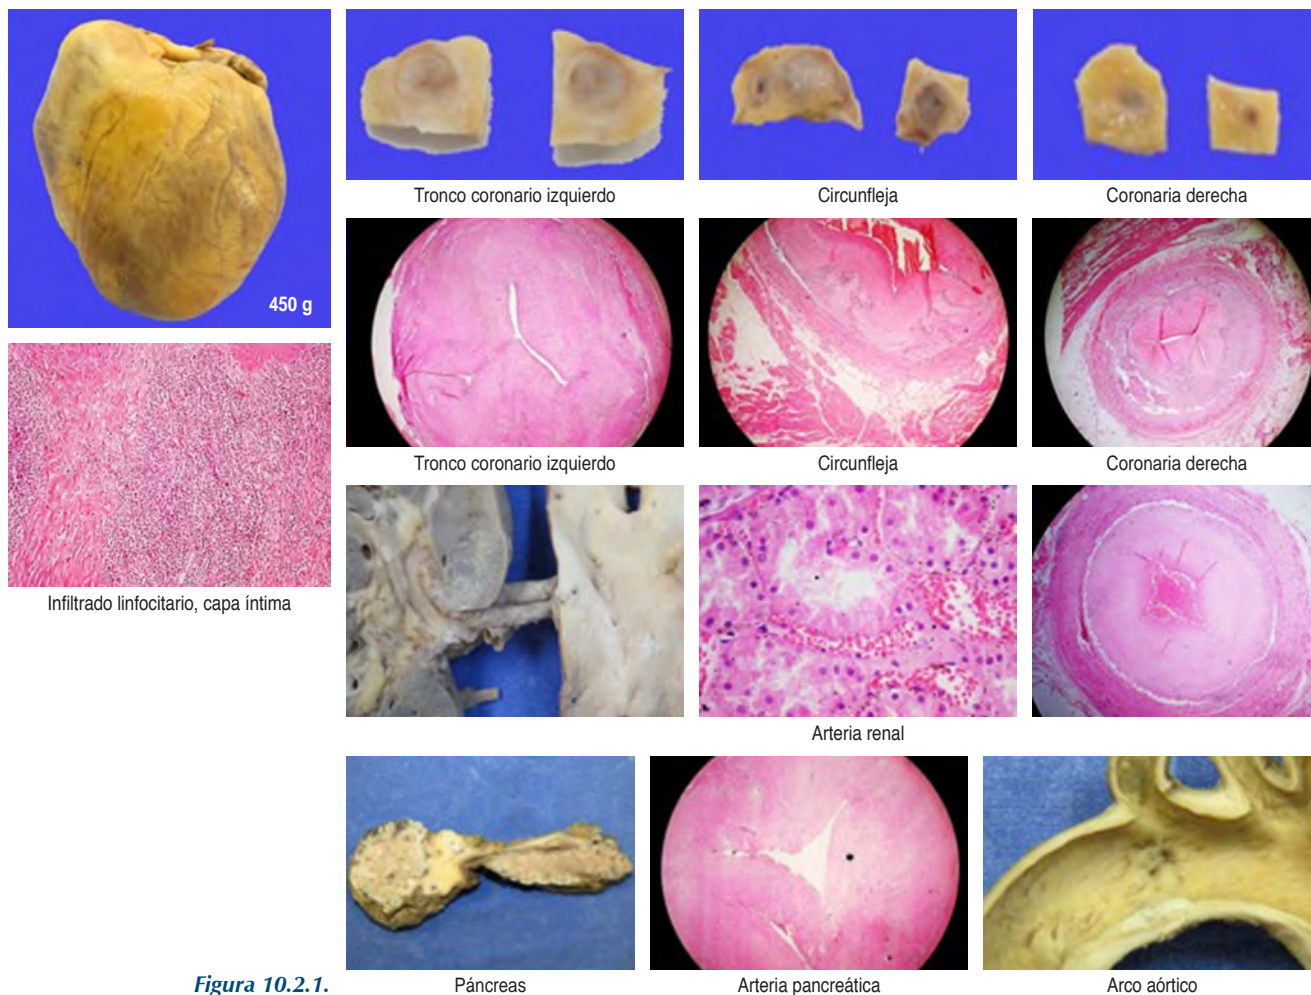 450 g
Tronco coronario izquierdo
Circunfleja
Coronaria derecha
Tronco coronario izquierdo
Circunfleja
Coronaria derecha
Infiltrado linfocitario, capa íntima
Arteria renal
Figura 10.2.1.
Páncreas
Arteria pancreática
Arco aórtico